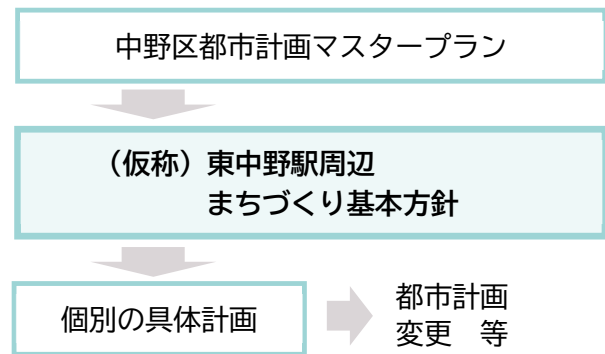 中野区都市計画マスタープラン
（仮称）東中野駅周辺
まちづくり基本方針
個別の具体計画
都市計画
変更　等